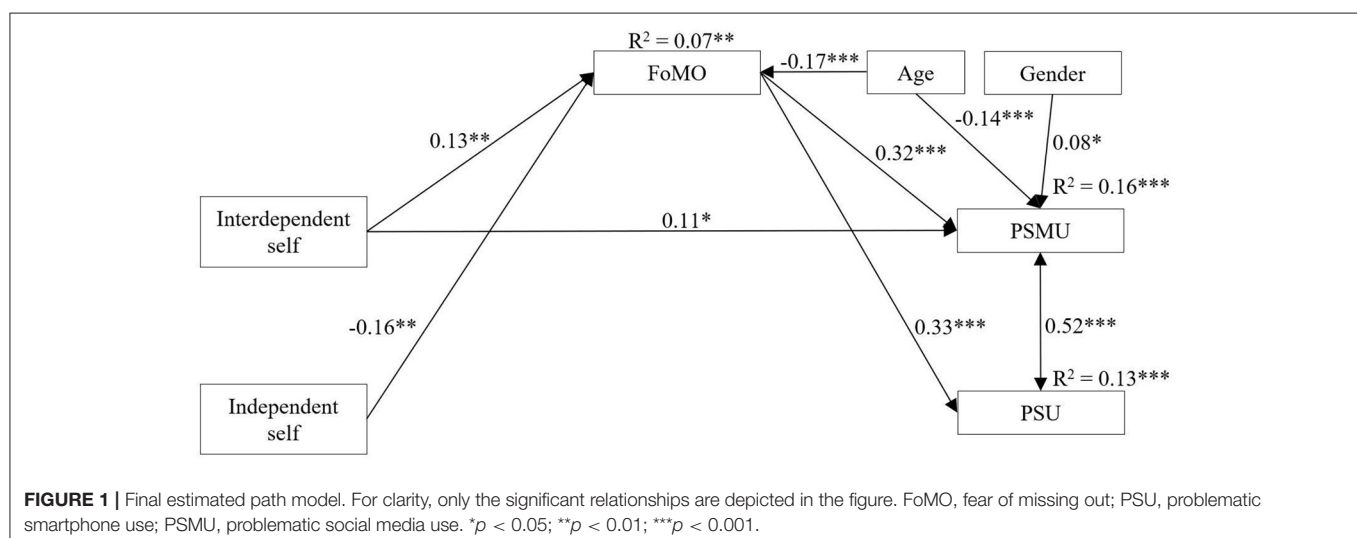 R² = 0.07**
FoMO
-0.17***
Age
Gender
0.13**
0.32***
-0.14***
0.08*
R² = 0.16***
Interdependent
self
0.11*
PSMU
-0.16**
0.33***
0.52***
R² = 0.13***
Independent
self
PSU
FIGURE 1 | Final estimated path model. For clarity, only the significant relationships are depicted in the figure. FoMO, fear of missing out; PSU, problematic
smartphone use; PSMU, problematic social media use. *p < 0.05; **p < 0.01; ***p < 0.001.